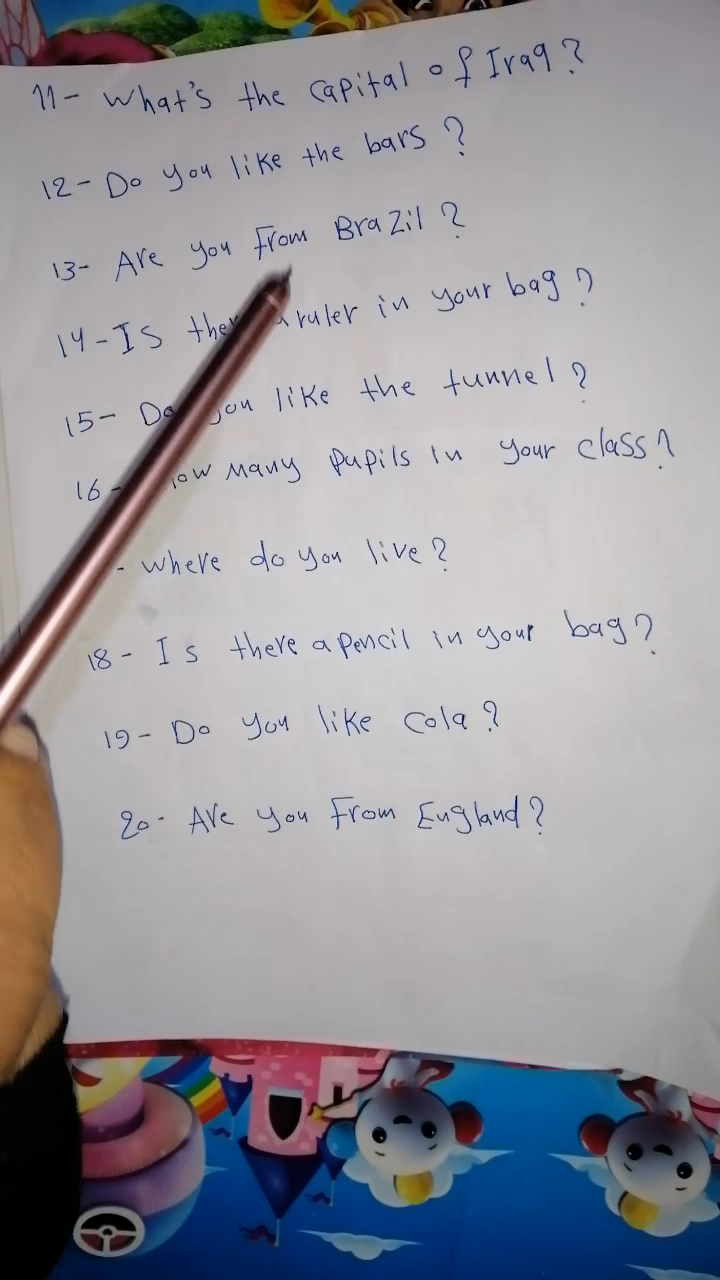 11- What's the capital of Iraq?
12- Do you like the bars?
13- Are you From Brazil?
14- Is ruler in your bag?
15- like the tunnel?
16- many pupils in your class?
- where do you live?
18- Is there a pencil in your bag?
19- Do you like cola?
20- Are you From England?